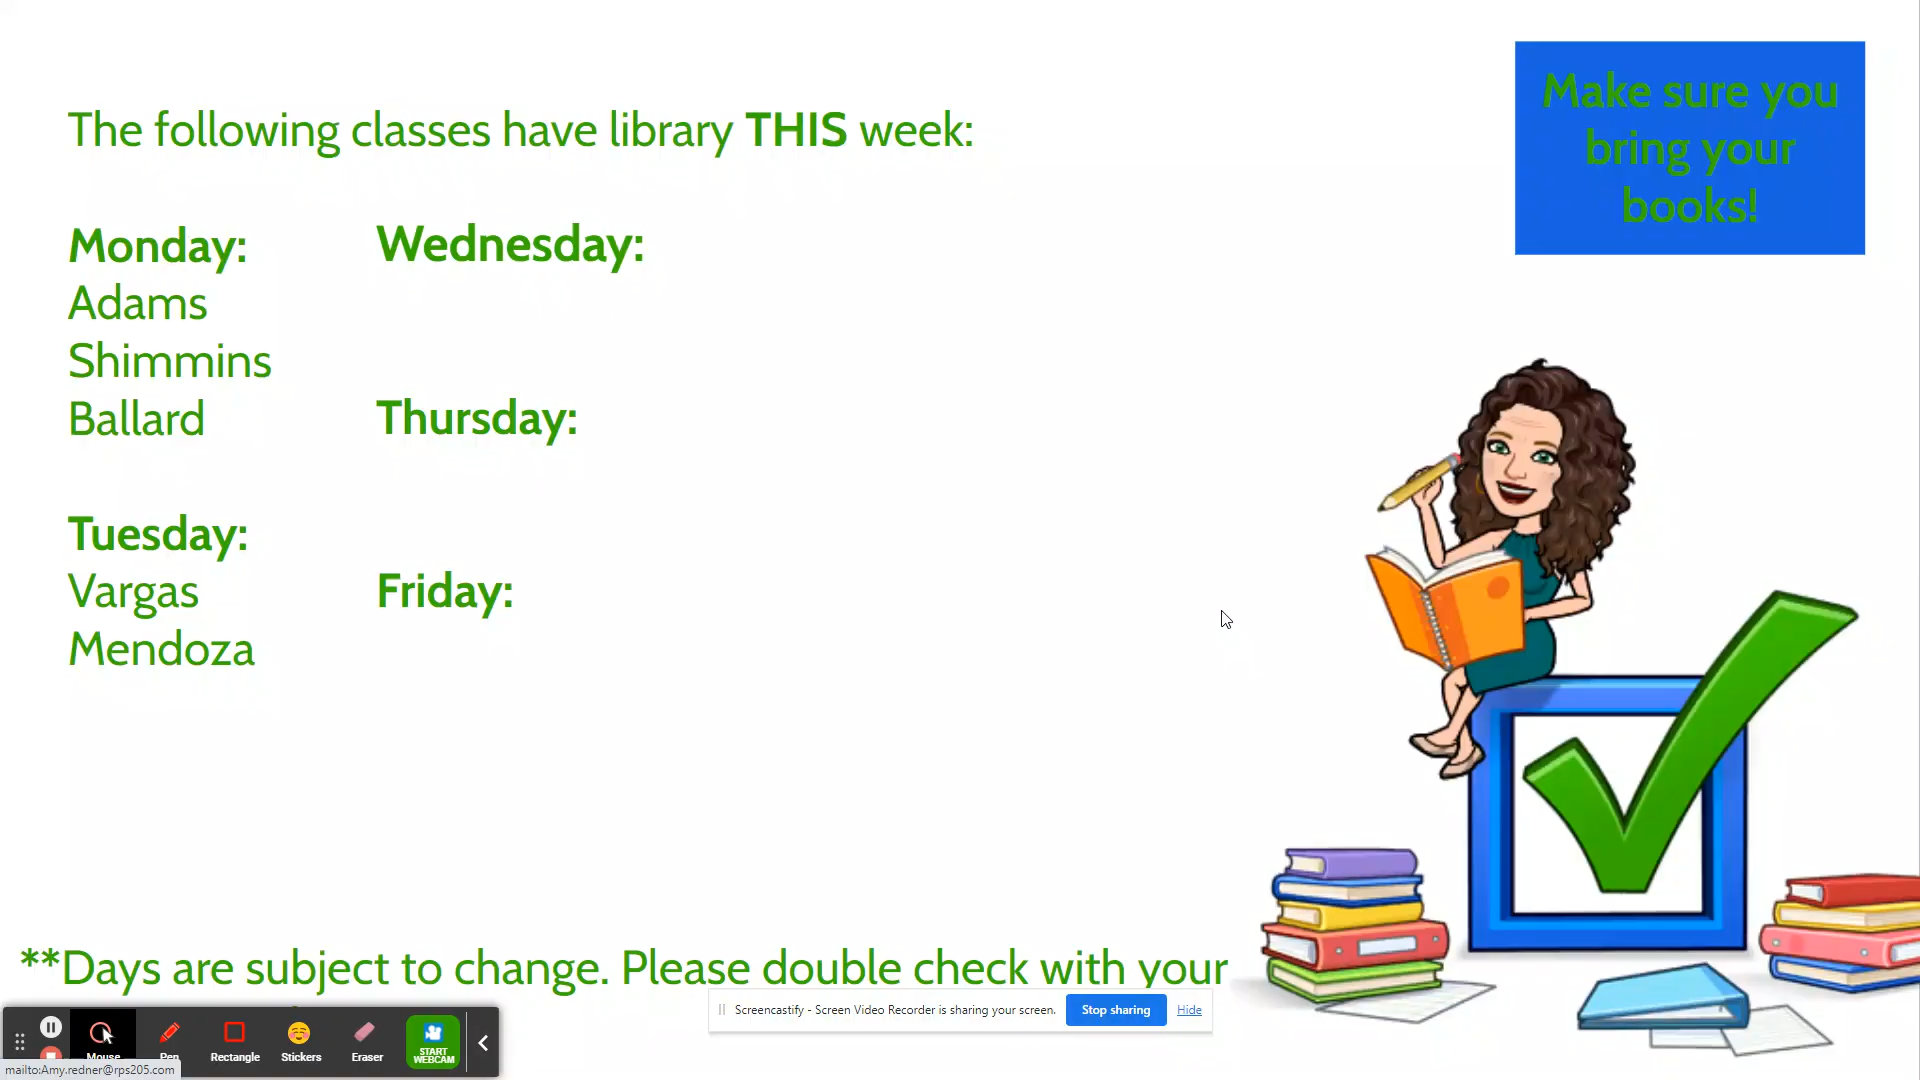 The following classes have library THIS week:
Make sure you
bring your
books!
Monday:
Adams
Shimmins
Ballard
Tuesday:
Vargas
Mendoza
Wednesday:
Thursday:
Friday:
**Days are subject to change. Please double check with your
Screencastify - Screen Video Recorder is sharing your screen.
Stop sharing
Hide
Mouse
Pen
Rectangle
Stickers
Eraser
START
WEBCAM
mailto:Amy.redner@rps205.com